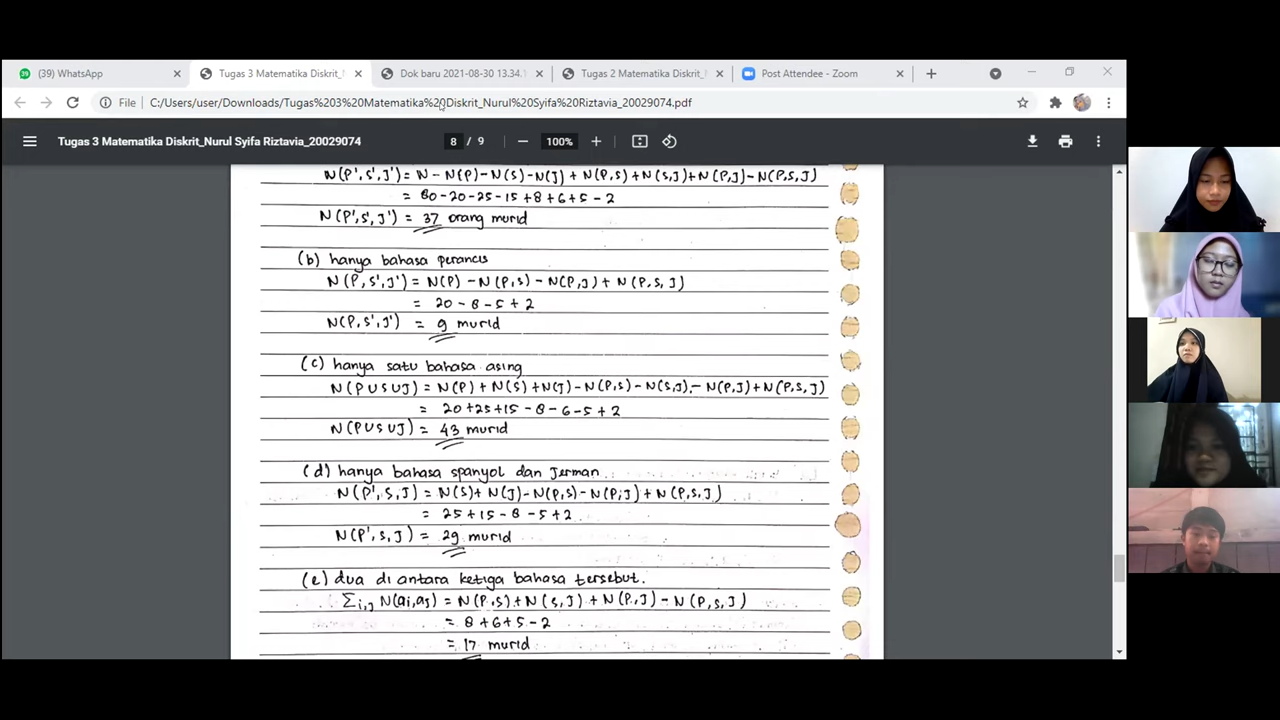 (39) WhatsApp
Tugas 3 Matematika Diskrit_
Dok baru 2021-08-30 13.34.1
Tugas 2 Matematika Diskrit_
Post Attendee - Zoom
File
C:/Users/user/Downloads/Tugas%203%20Matematika%20Diskrit_Nurul%20Syifa%20Riztavia_20029074.pdf
Tugas 3 Matematika Diskrit_Nurul Syifa Riztavia_20029074
8 / 9
100%
N(P',S',J') = N - N(P) - N(S) - N(J) + N(P,S) + N(S,J) + N(P,J) - N(P,S,J)
= 80 - 20 - 25 - 15 + 8 + 6 + 5 - 2
N(P',S',J') = 37 orang murid
(b) hanya bahasa perancis
N(P,S',J') = N(P) - N(P,S) - N(P,J) + N(P,S,J)
= 20 - 8 - 5 + 2
N(P,S',J') = 9 murid
(c) hanya satu bahasa asing
N(PUSUJ) = N(P) + N(S) + N(J) - N(P,S) - N(S,J) - N(P,J) + N(P,S,J)
= 20+25+15 - 8 - 6 - 5 + 2
N(PUSUJ) = 43 murid
(d) hanya bahasa spanyol dan Jerman
N(P',S,J) = N(S) + N(J) - N(P,S) - N(P,J) + N(P,S,J)
= 25 + 15 - 8 - 5 + 2
N(P',S,J) = 29 murid
(e) dua di antara ketiga bahasa tersebut.
Σi,J N(ai,aJ) = N(P,S) + N(S,J) + N(P,J) - N(P,S,J)
= 8 + 6 + 5 - 2
= 17 murid